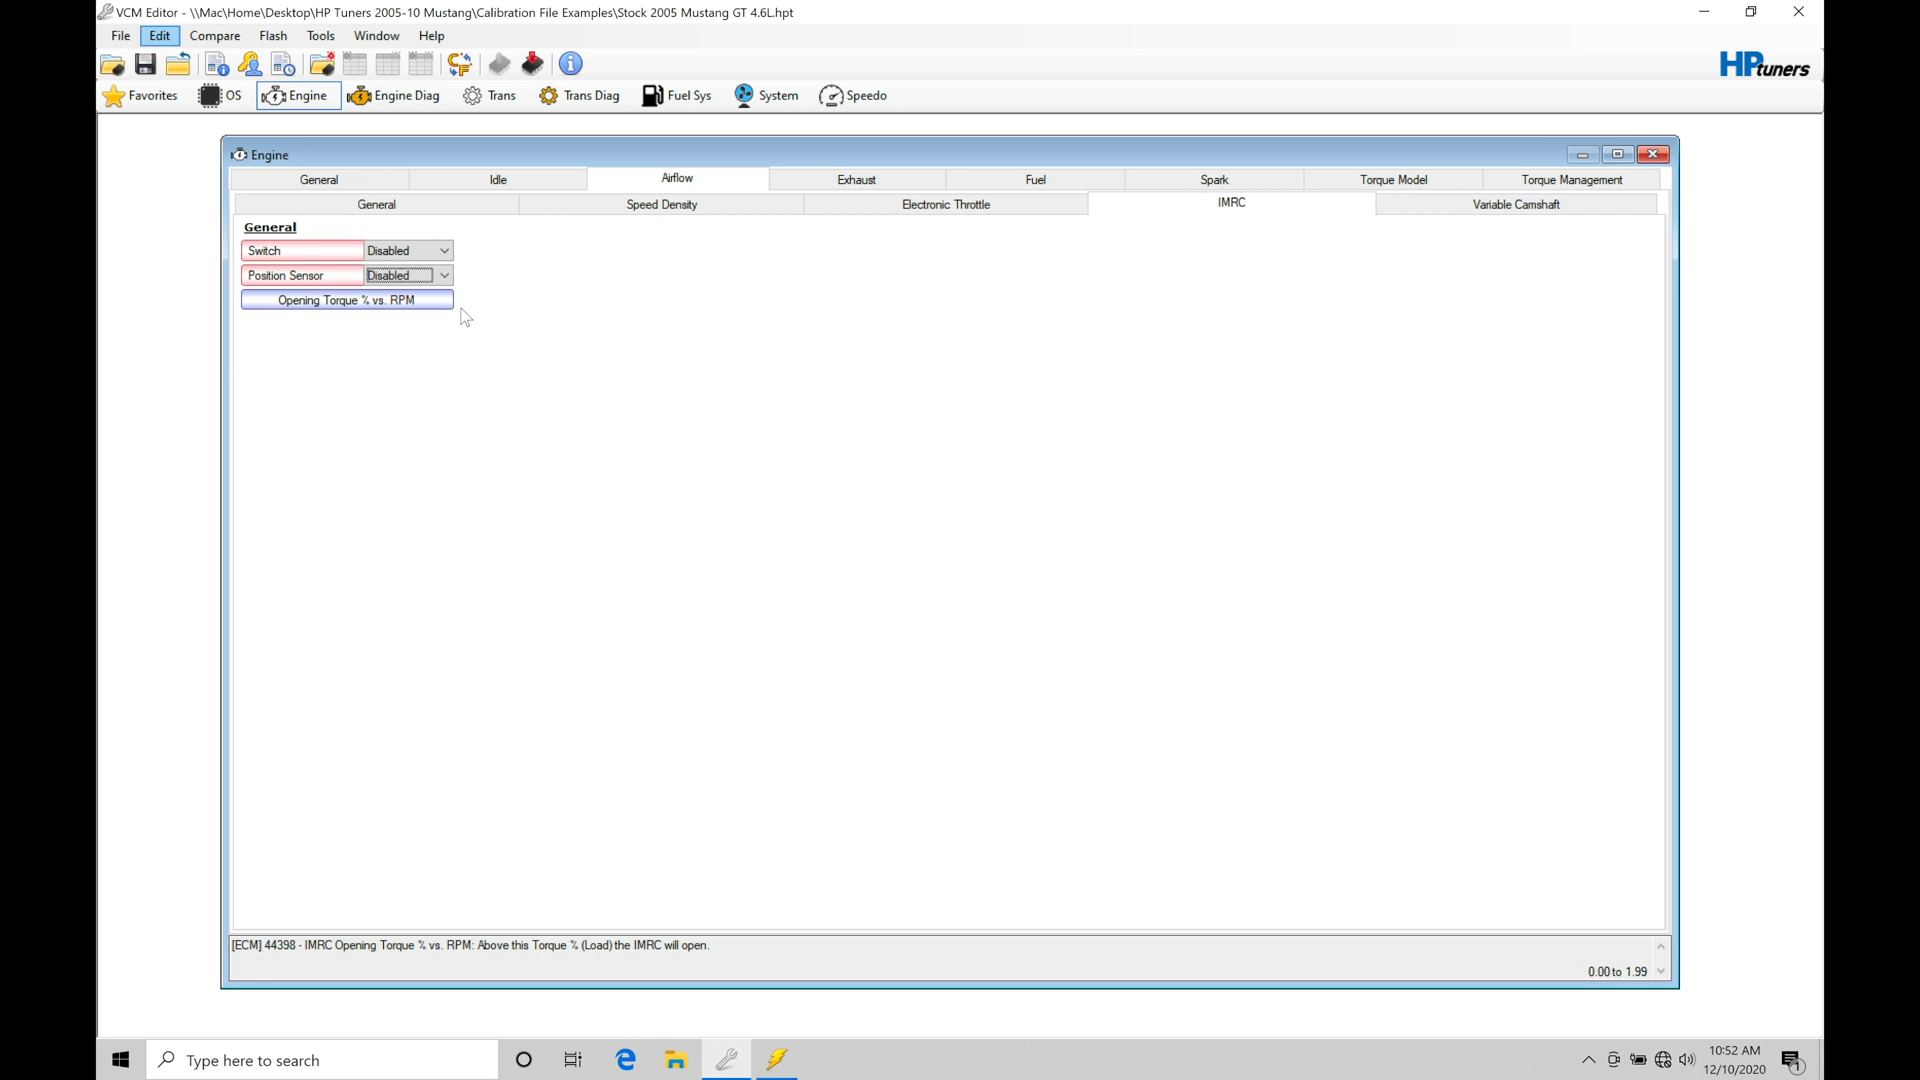 VCM Editor - \\Mac\Home\Desktop\HP Tuners 2005-10 Mustang\Calibration File Examples\Stock 2005 Mustang GT 4.6L.hpt
File Edit Compare Flash Tools Window Help
HPtuners
Favorites OS Engine Engine Diag Trans Trans Diag Fuel Sys System Speedo
Engine
General Idle Airflow Exhaust Fuel Spark Torque Model Torque Management
General Speed Density Electronic Throttle IMRC Variable Camshaft
General
Switch Disabled
Position Sensor Disabled
Opening Torque % vs. RPM
[ECM] 44398 - IMRC Opening Torque % vs. RPM: Above this Torque % (Load) the IMRC will open.
0.00 to 1.99
Type here to search
10:52 AM
12/10/2020
1